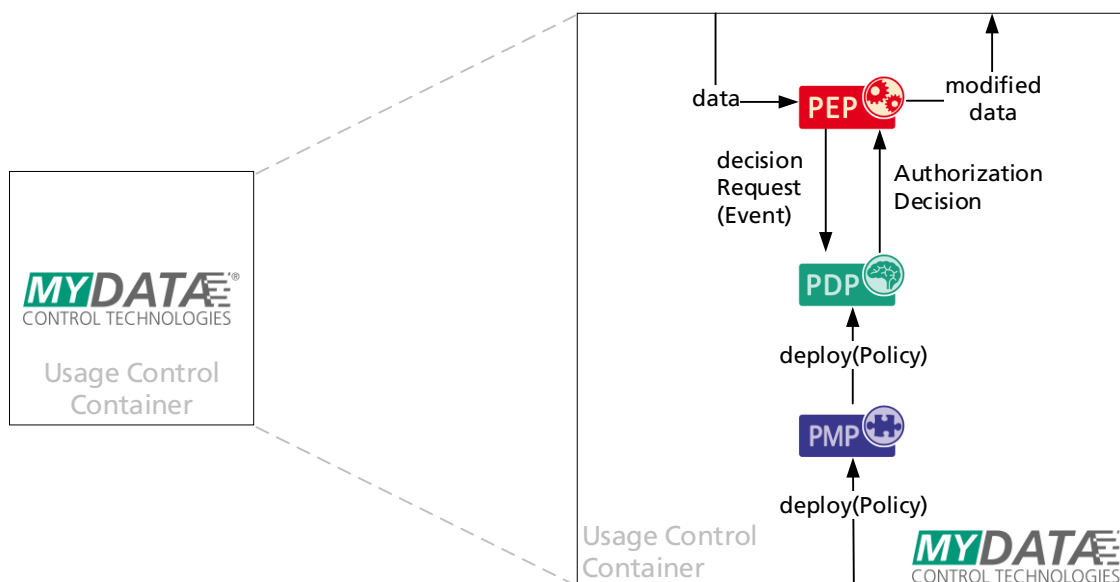 MYDATA®
CONTROL TECHNOLOGIES
Usage Control
Container
data
PEP
modified
data
decision
Request
(Event)
Authorization
Decision
PDP
deploy(Policy)
PMP
deploy(Policy)
Usage Control
Container
MYDATA
CONTROL TECHNOLOGIES